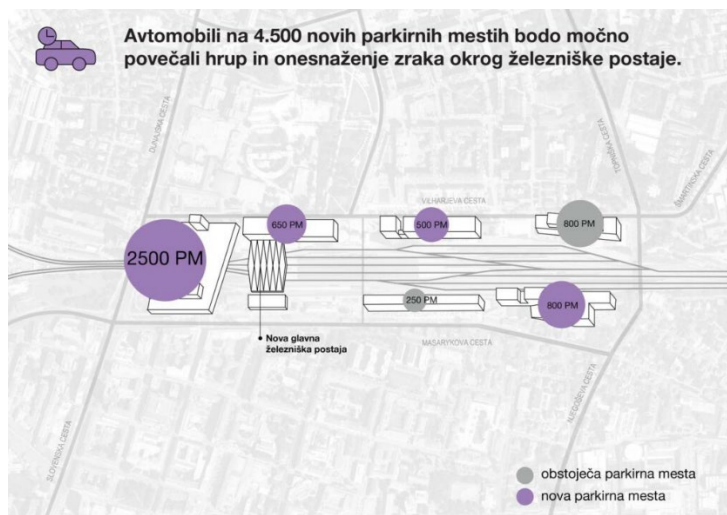 Avtomobili na 4.500 novih parkirnih mestih bodo močno
povečali hrup in onesnaženje zraka okrog železniške postaje.
DUNAJSKA CESTA
TOPNIŠKA CESTA
ŠMARTINSKA CESTA
VILHARJEVA CESTA
650 PM
500 PM
800 PM
2500 PM
250 PM
800 PM
• Nova glavna
železniška postaja
MASARYKOVA CESTA
NJEGOŠEVA CESTA
SLOVENSKA CESTA
obstoječa parkirna mesta
nova parkirna mesta